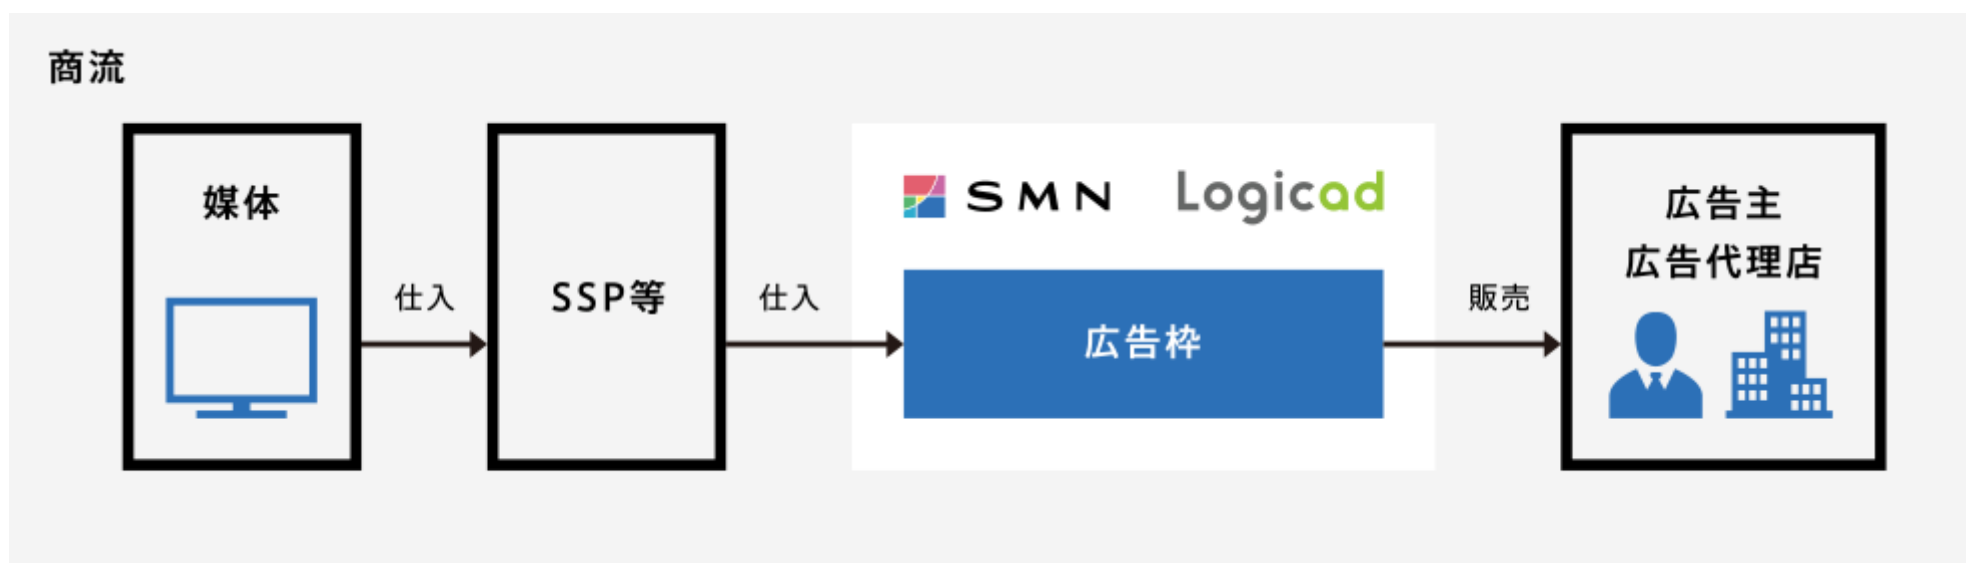 商流
媒体
仕入
SSP等
仕入
SMN
Logicad
広告枠
販売
広告主
広告代理店